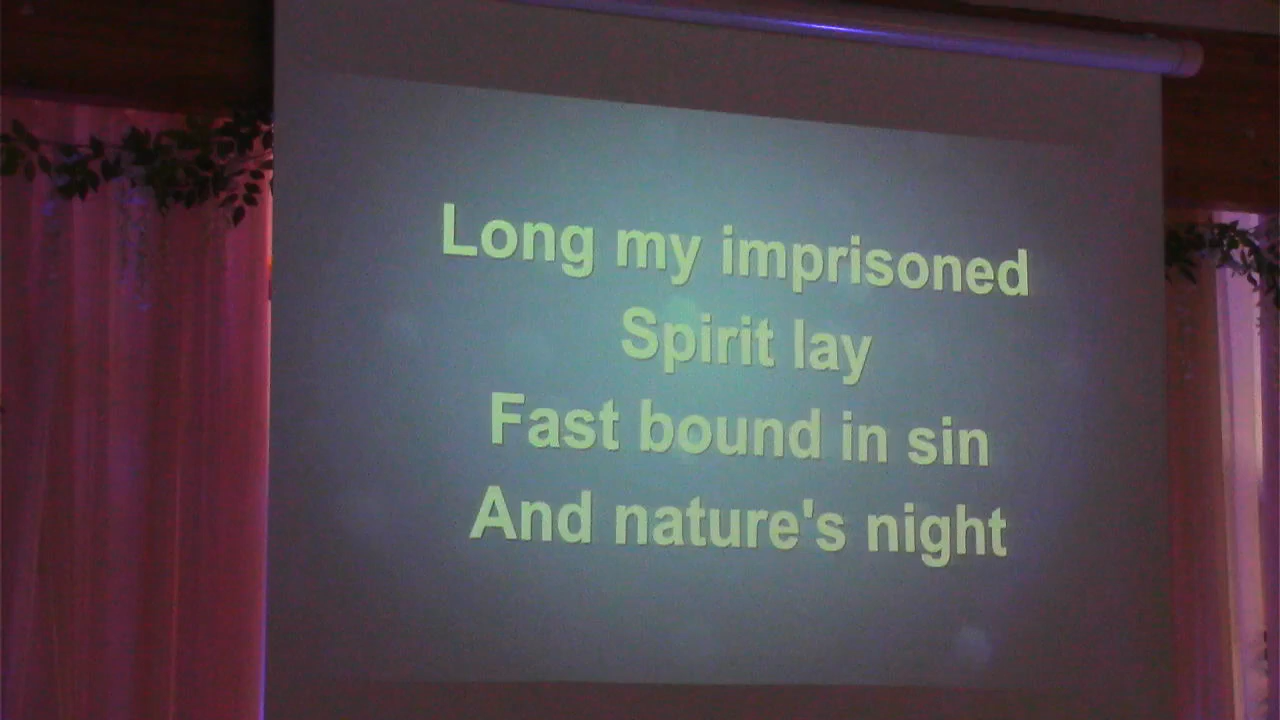 Long my imprisoned
Spirit lay
Fast bound in sin
And nature's night